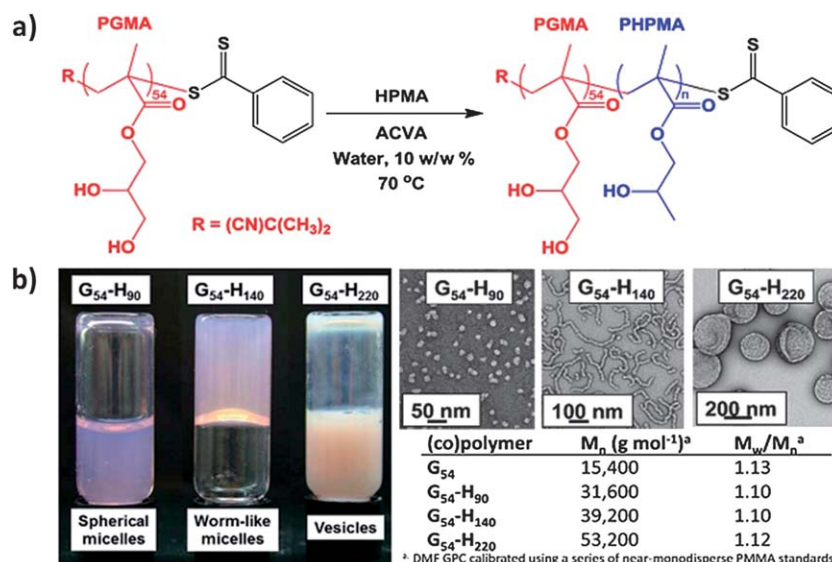 a)
PGMA
R
54
S
S
O
O
HO
HO
HPMA
ACVA
Water, 10 w/w %
70 °C
R = (CN)C(CH₃)₂
PGMA PHPMA
R
54
n
S
S
O
O
O
O
HO
HO
HO
b)
G₅₄-H₉₀ G₅₄-H₁₄₀ G₅₄-H₂₂₀
Spherical micelles
Worm-like micelles
Vesicles
G₅₄-H₉₀ G₅₄-H₁₄₀ G₅₄-H₂₂₀
50 nm 100 nm 200 nm
(co)polymer Mₙ (g mol⁻¹)ᵃ M_w/Mₙᵃ
G₅₄ 15,400 1.13
G₅₄-H₉₀ 31,600 1.10
G₅₄-H₁₄₀ 39,200 1.10
G₅₄-H₂₂₀ 53,200 1.12
a. DMF GPC calibrated using a series of near-monodisperse PMMA standards